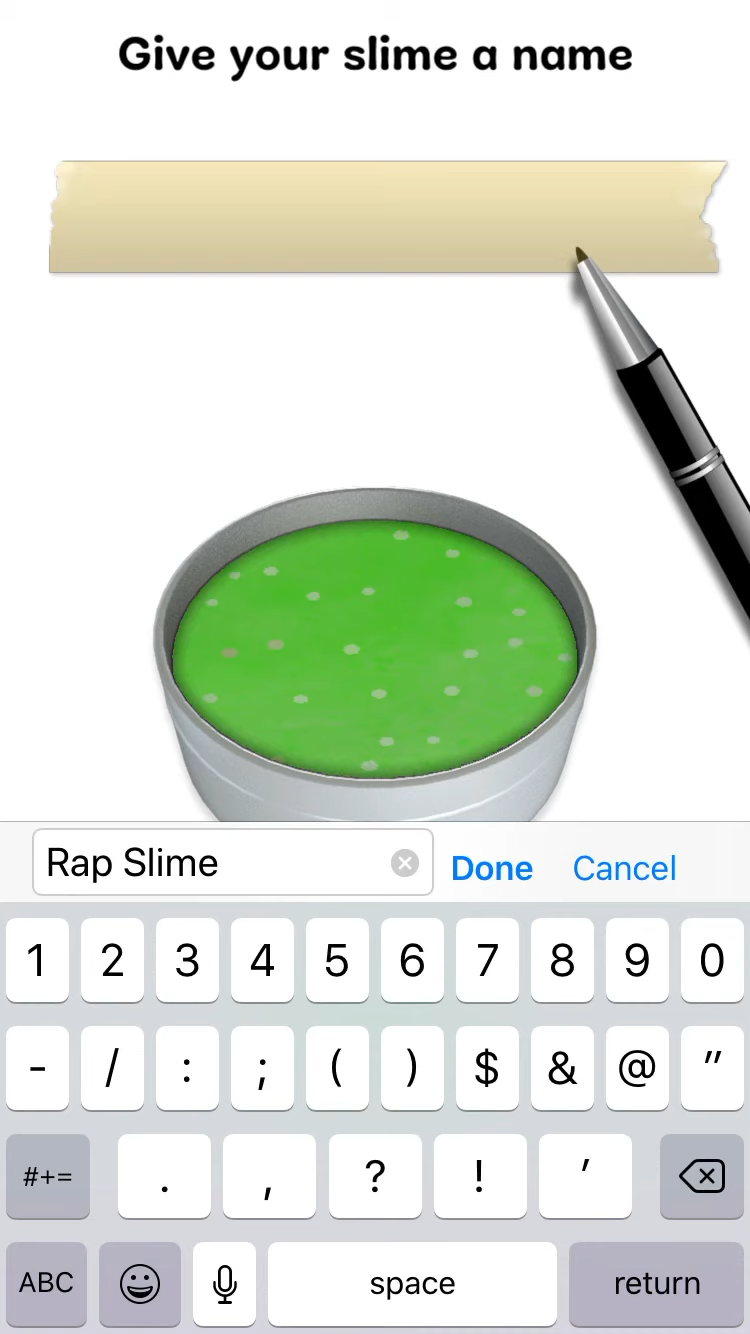 Give your slime a name
Rap Slime Done Cancel
1 2 3 4 5 6 7 8 9 0
- / : ; ( ) $ & @ "
#+= . , ? ! '
ABC space return